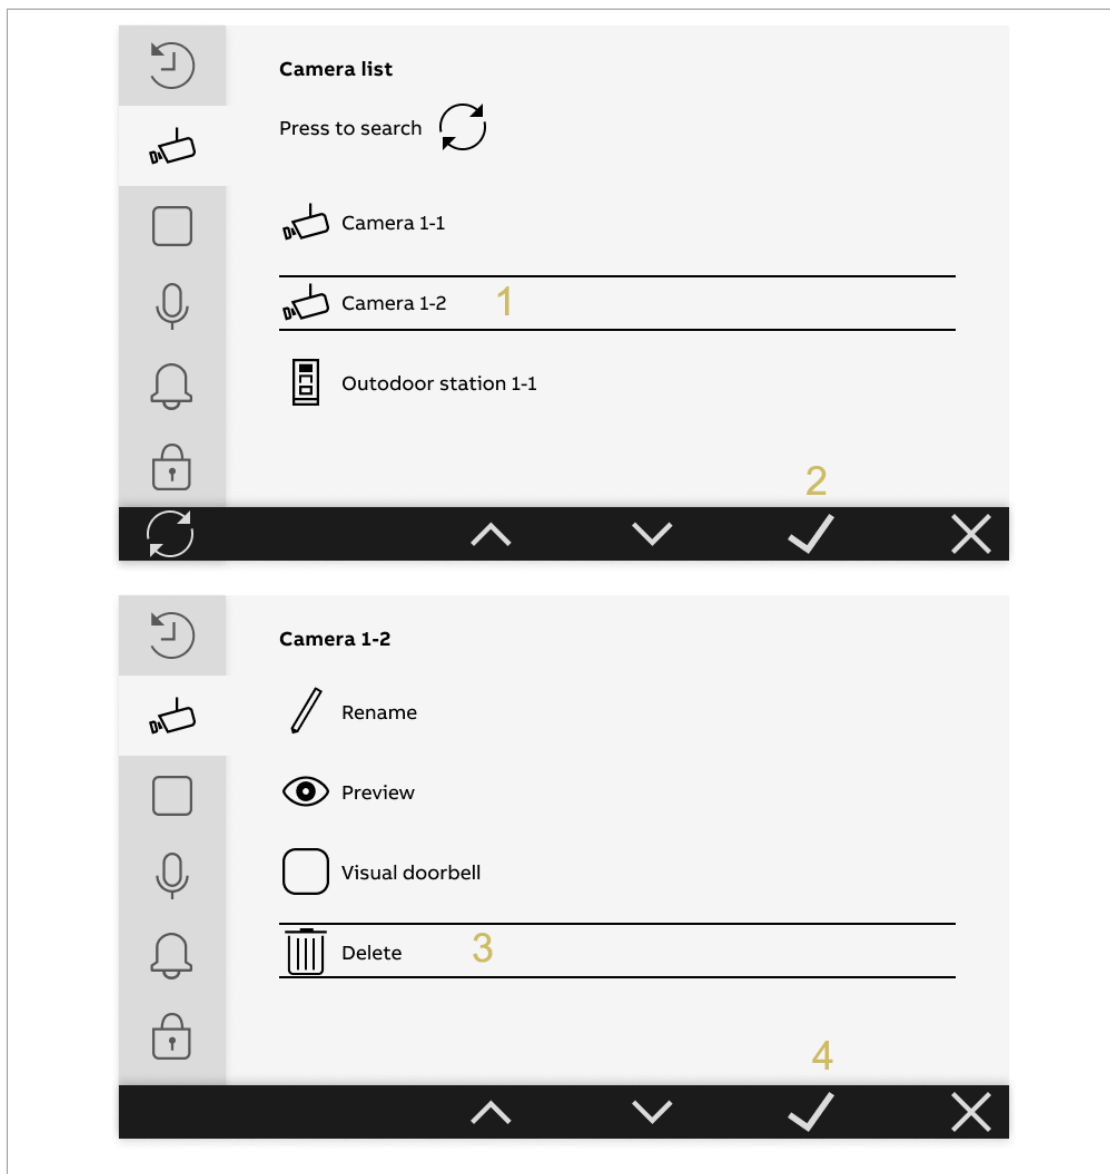 Camera list
Press to search
Camera 1-1
Camera 1-2 1
Outodoor station 1-1
2
Camera 1-2
Rename
Preview
Visual doorbell
Delete 3
4